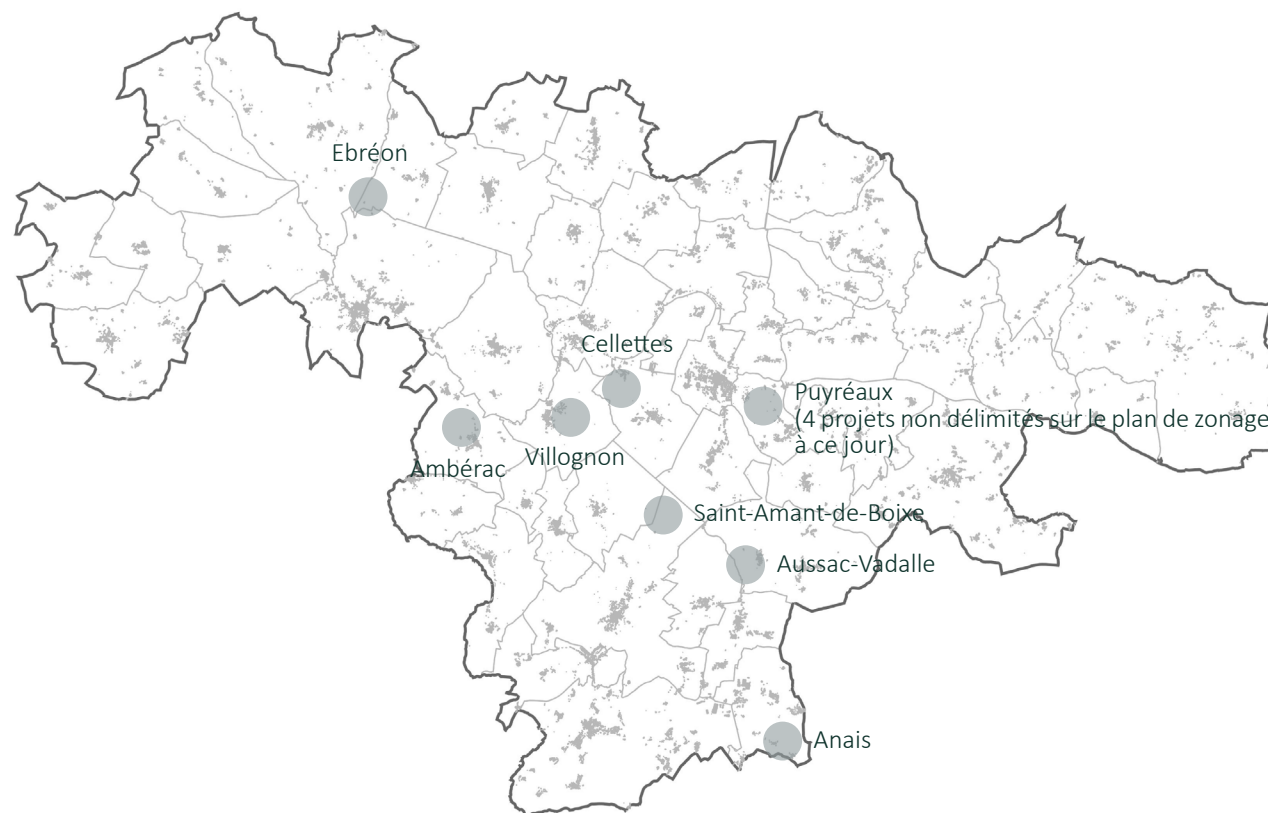 Ebréon
Cellettes
Puyréaux
(4 projets non délimités sur le plan de zonage
à ce jour)
Villognon
Ambérac
Saint-Amant-de-Boixe
Aussac-Vadalle
Anais